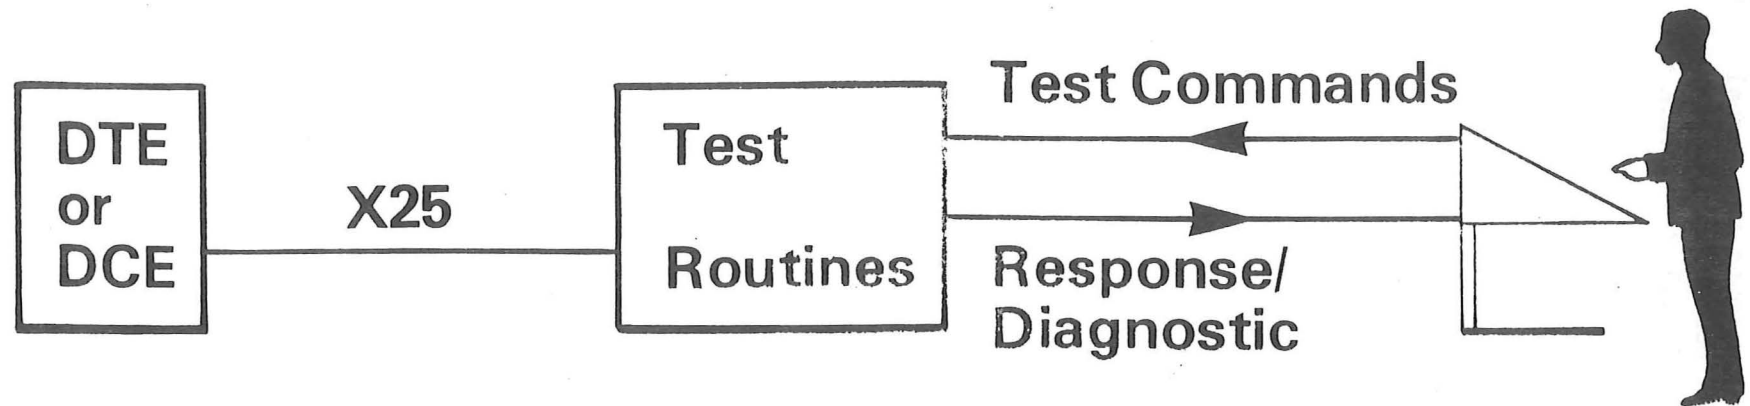 DTE
or
DCE
X25
Test
Routines
Test Commands
Response/
Diagnostic